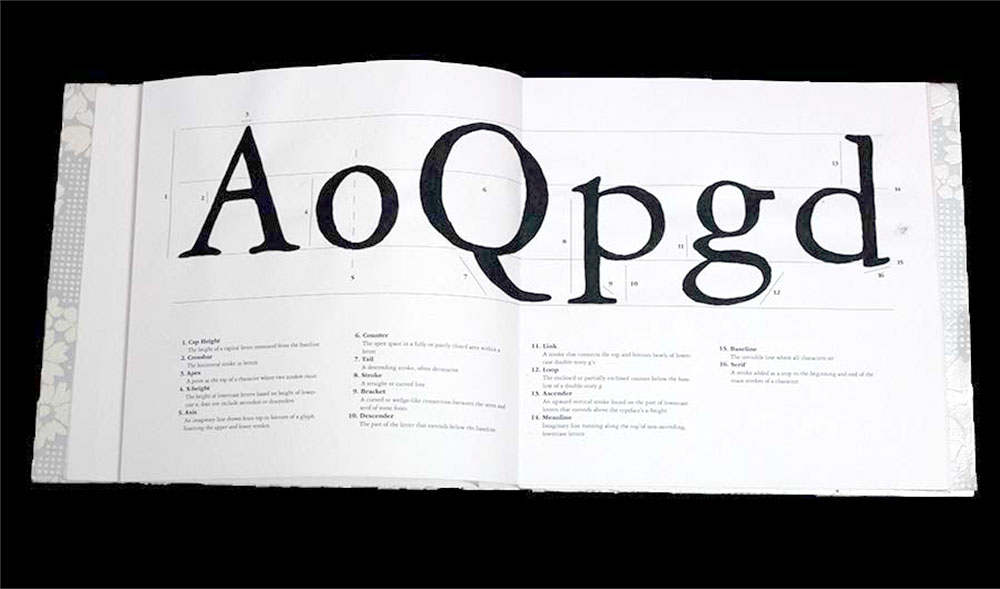 AoQpgd
3
1
2
4
5
6
7
8
9
10
11
12
13
14
15
16
1. Cap Height
The height of a capital letter measured from the baseline
2. Crossbar
The horizontal stroke in letters
3. Apex
A point at the top of a character where two strokes meet
4. X-height
The height of lowercase letters based on height of lower-
case x, does not include ascenders or descenders
5. Axis
An imaginary line drawn from top to bottom of a glyph
bisecting the upper and lower strokes
6. Counter
The open space in a fully or partly closed area within a
letter
7. Tail
A descending stroke, often decorative
8. Stroke
A straight or curved line
9. Bracket
A curved or wedge-like connection between the stem and
serif of some fonts
10. Descender
The part of the letter that extends below the baseline
11. Link
A stroke that connects the top and bottom bowls of lower-
case double-story g's
12. Loop
The enclosed or partially enclosed counter below the base-
line of a double-story g
13. Ascender
An upward vertical stroke found on the part of lowercase
letters that extends above the typeface's x-height
14. Meanline
Imaginary line running along the top of non-ascending,
lowercase letters
15. Baseline
The invisible line where all characters sit
16. Serif
A stroke added as a stop to the beginning and end of the
main strokes of a character